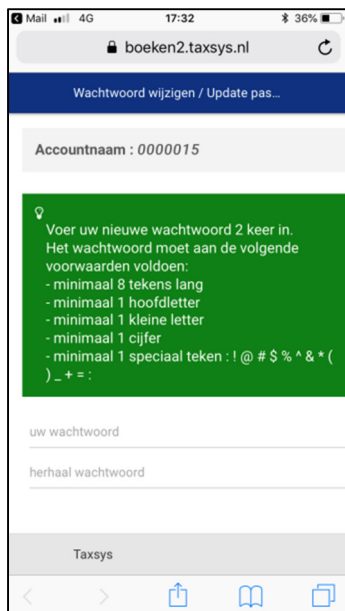 Mail 4G 17:32 36%
boeken2.taxsys.nl
Wachtwoord wijzigen / Update pas...
Accountnaam : 0000015
Voer uw nieuwe wachtwoord 2 keer in.
Het wachtwoord moet aan de volgende
voorwaarden voldoen:
- minimaal 8 tekens lang
- minimaal 1 hoofdletter
- minimaal 1 kleine letter
- minimaal 1 cijfer
- minimaal 1 speciaal teken : ! @ # $ % ^ & * (
) _ + = :
uw wachtwoord
herhaal wachtwoord
Taxsys